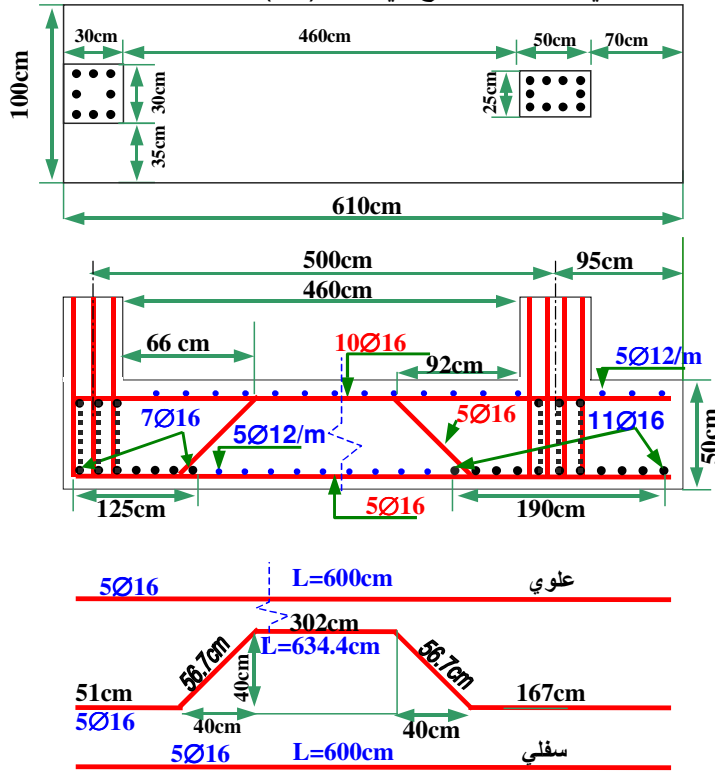 30cm
460cm
50cm
70cm
100cm
30cm
25cm
35cm
610cm
500cm
95cm
460cm
66 cm
10Ø16
92cm
5Ø12/m
7Ø16
5Ø12/m
5Ø16
11Ø16
50cm
125cm
5Ø16
190cm
5Ø16
L=600cm
علوي
302cm
L=634.4cm
56.7cm
56.7cm
40cm
51cm
167cm
5Ø16
40cm
40cm
5Ø16
L=600cm
سفلي